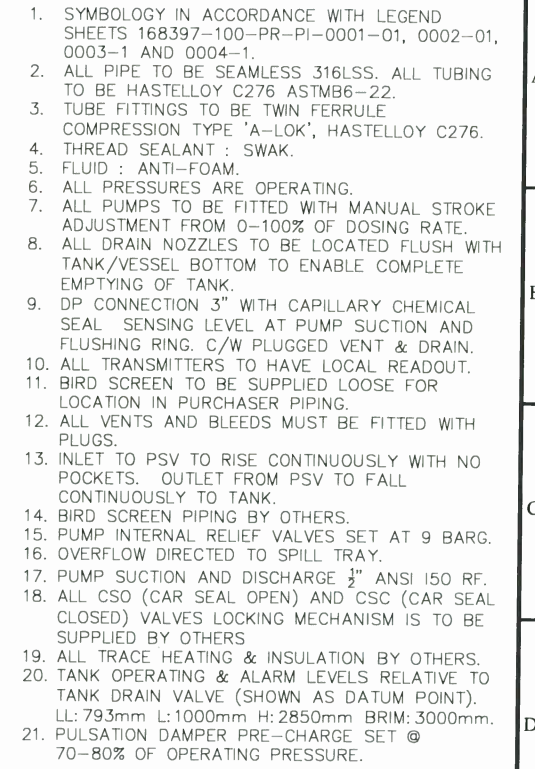 1. SYMBOLOGY IN ACCORDANCE WITH LEGEND
SHEETS 168397-100-PR-PI-0001-01, 0002-01,
0003-1 AND 0004-1.
2. ALL PIPE TO BE SEAMLESS 316LSS. ALL TUBING
TO BE HASTELLOY C276 ASTMB6-22.
3. TUBE FITTINGS TO BE TWIN FERRULE
COMPRESSION TYPE 'A-LOK', HASTELLOY C276.
4. THREAD SEALANT : SWAK.
5. FLUID : ANTI-FOAM.
6. ALL PRESSURES ARE OPERATING.
7. ALL PUMPS TO BE FITTED WITH MANUAL STROKE
ADJUSTMENT FROM 0-100% OF DOSING RATE.
8. ALL DRAIN NOZZLES TO BE LOCATED FLUSH WITH
TANK/VESSEL BOTTOM TO ENABLE COMPLETE
EMPTYING OF TANK.
9. DP CONNECTION 3" WITH CAPILLARY CHEMICAL
SEAL SENSING LEVEL AT PUMP SUCTION AND
FLUSHING RING. C/W PLUGGED VENT & DRAIN.
10. ALL TRANSMITTERS TO HAVE LOCAL READOUT.
11. BIRD SCREEN TO BE SUPPLIED LOOSE FOR
LOCATION IN PURCHASER PIPING.
12. ALL VENTS AND BLEEDS MUST BE FITTED WITH
PLUGS.
13. INLET TO PSV TO RISE CONTINUOUSLY WITH NO
POCKETS. OUTLET FROM PSV TO FALL
CONTINUOUSLY TO TANK.
14. BIRD SCREEN PIPING BY OTHERS.
15. PUMP INTERNAL RELIEF VALVES SET AT 9 BARG.
16. OVERFLOW DIRECTED TO SPILL TRAY.
17. PUMP SUCTION AND DISCHARGE ½" ANSI 150 RF.
18. ALL CSO (CAR SEAL OPEN) AND CSC (CAR SEAL
CLOSED) VALVES LOCKING MECHANISM IS TO BE
SUPPLIED BY OTHERS
19. ALL TRACE HEATING & INSULATION BY OTHERS.
20. TANK OPERATING & ALARM LEVELS RELATIVE TO
TANK DRAIN VALVE (SHOWN AS DATUM POINT).
LL:793mm L:1000mm H:2850mm BRIM:3000mm.
21. PULSATION DAMPER PRE-CHARGE SET @
70-80% OF OPERATING PRESSURE.
C
D